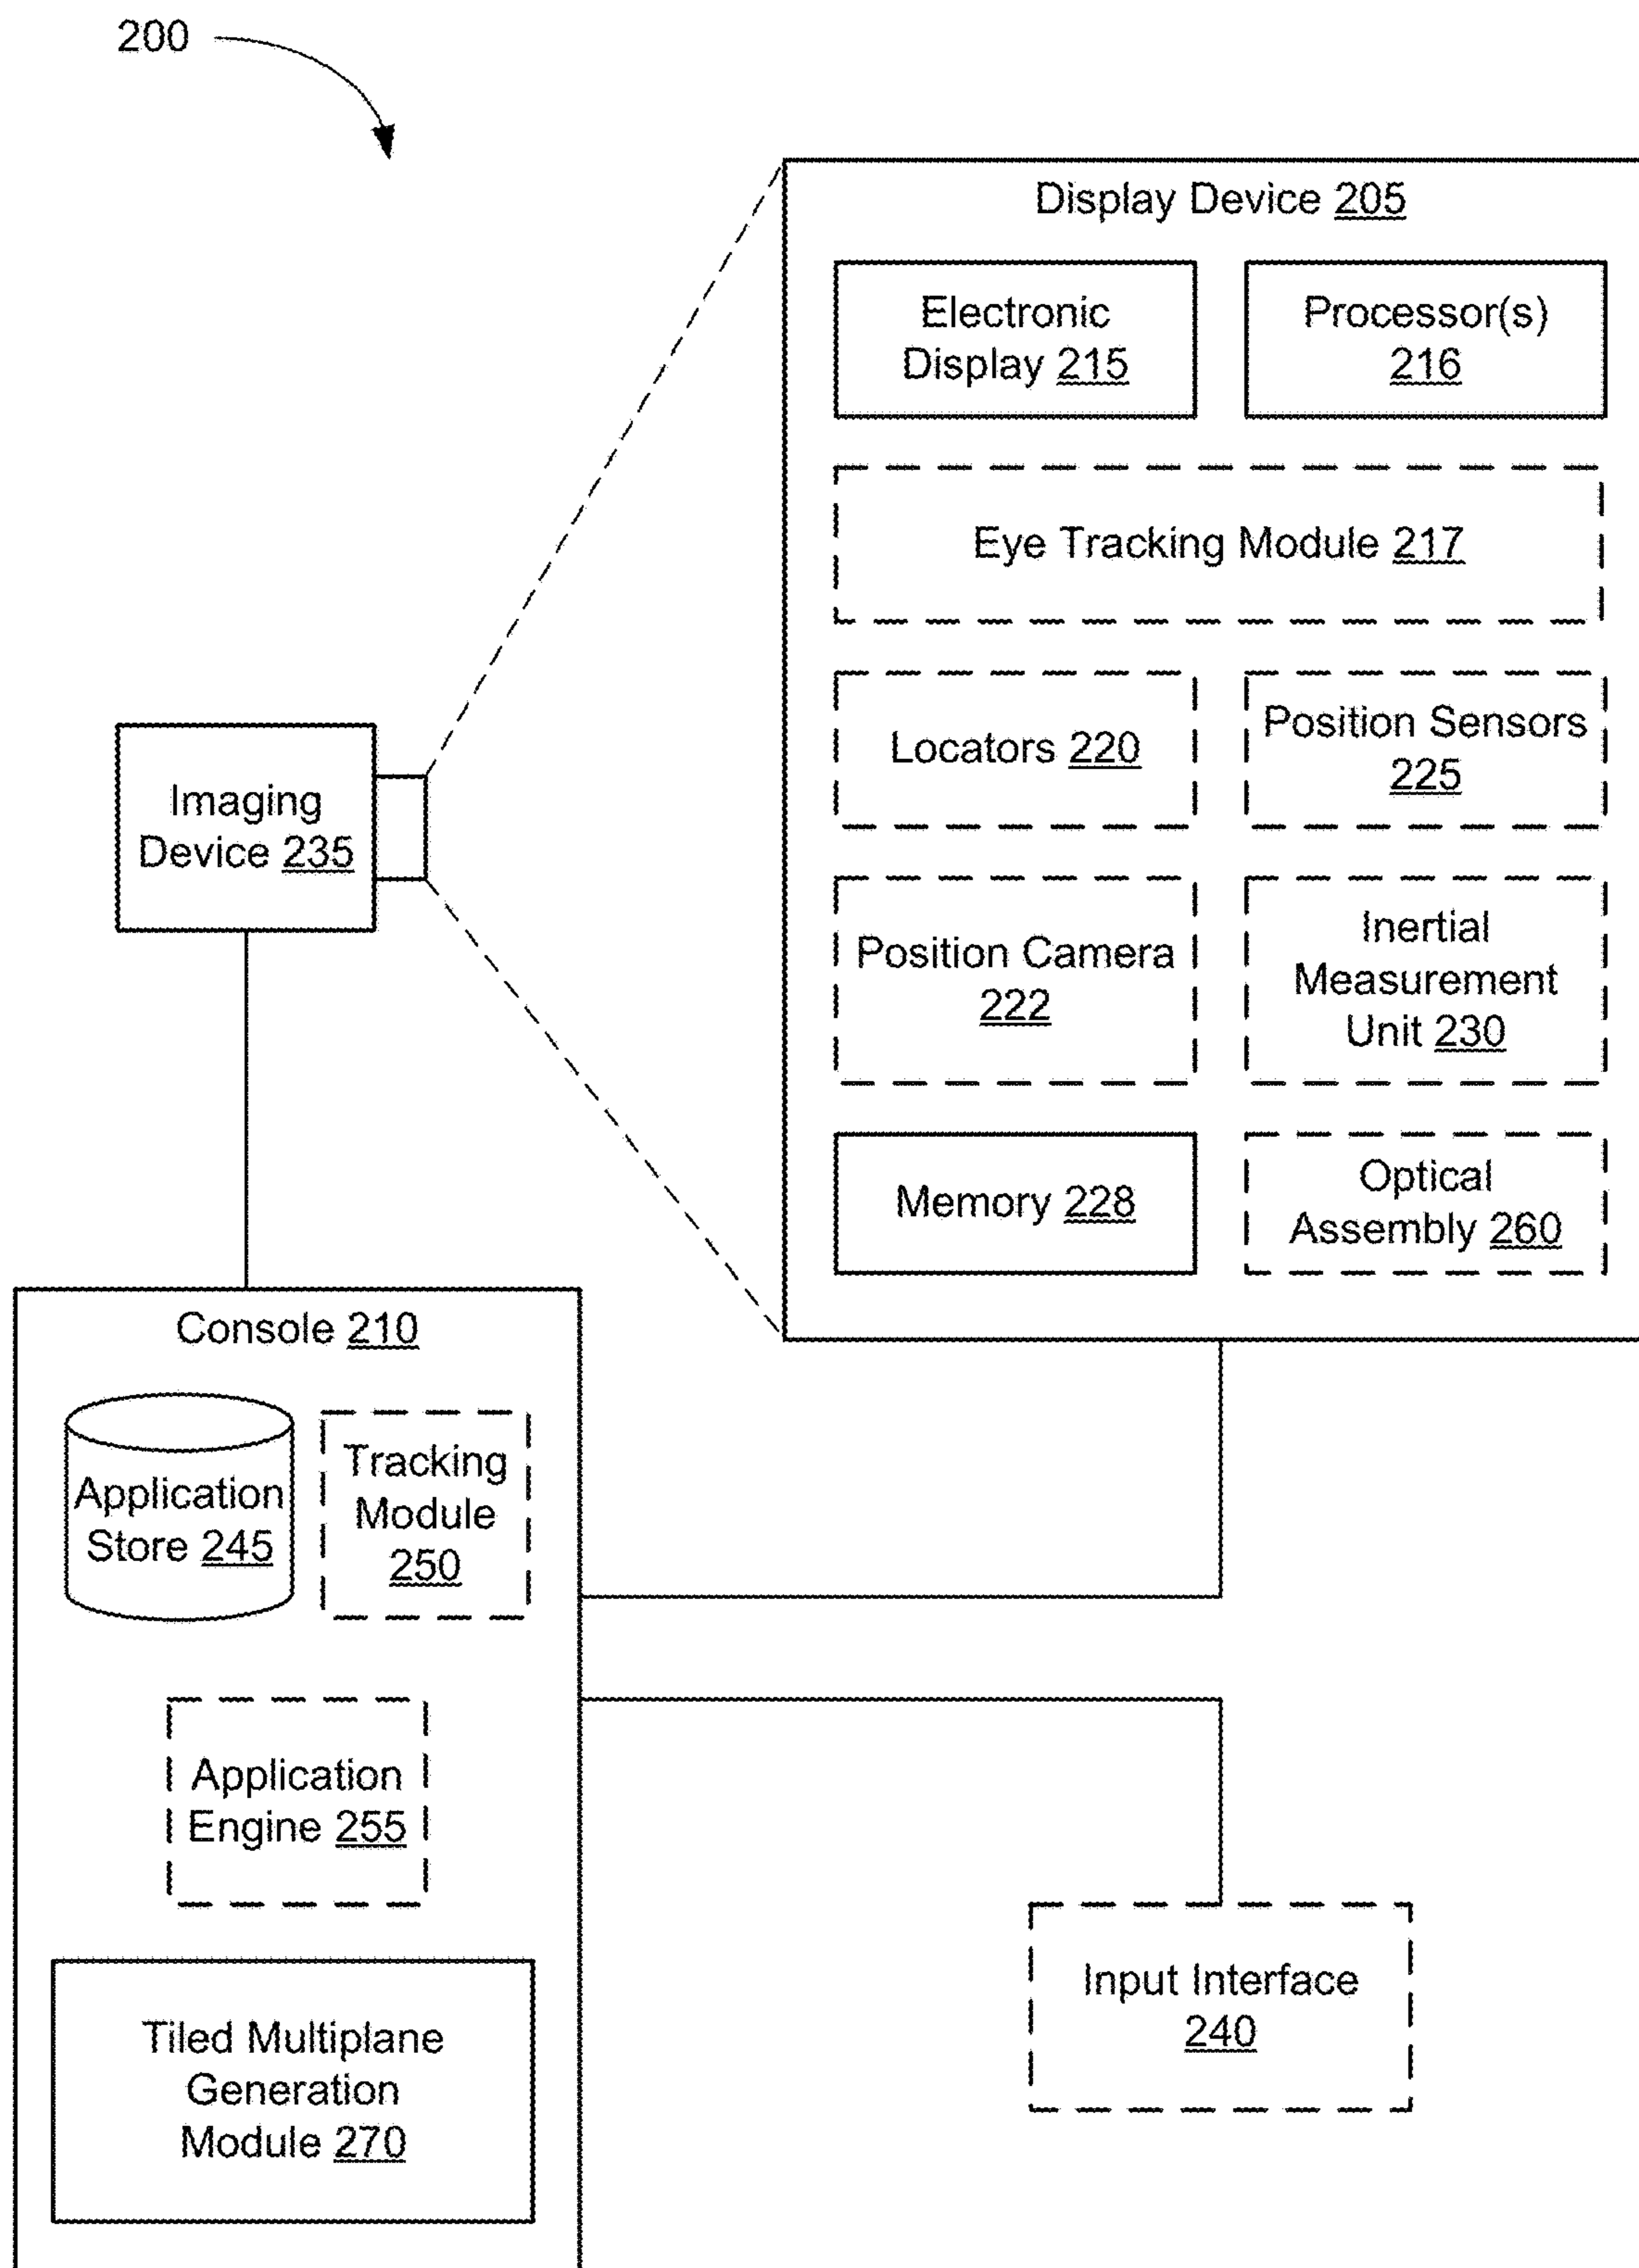 200
Display Device 205
Electronic
Display 215
Processor(s)
216
Eye Tracking Module 217
Locators 220
Position Sensors
225
Imaging
Device 235
Position Camera
222
Inertial
Measurement
Unit 230
Memory 228
Optical
Assembly 260
Console 210
Application
Store 245
Tracking
Module
250
Application
Engine 255
Input Interface
240
Tiled Multiplane
Generation
Module 270